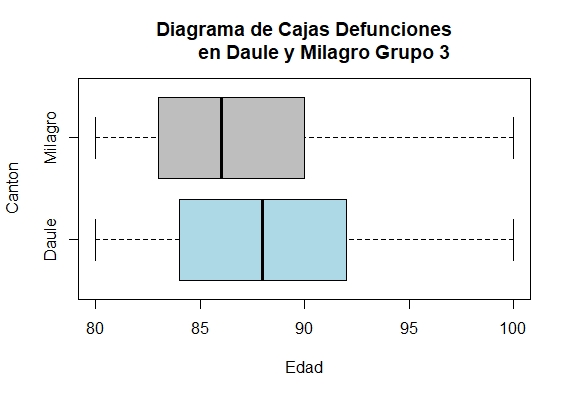 Diagrama de Cajas Defunciones
en Daule y Milagro Grupo 3
Canton
Milagro
Daule
80 85 90 95 100
Edad